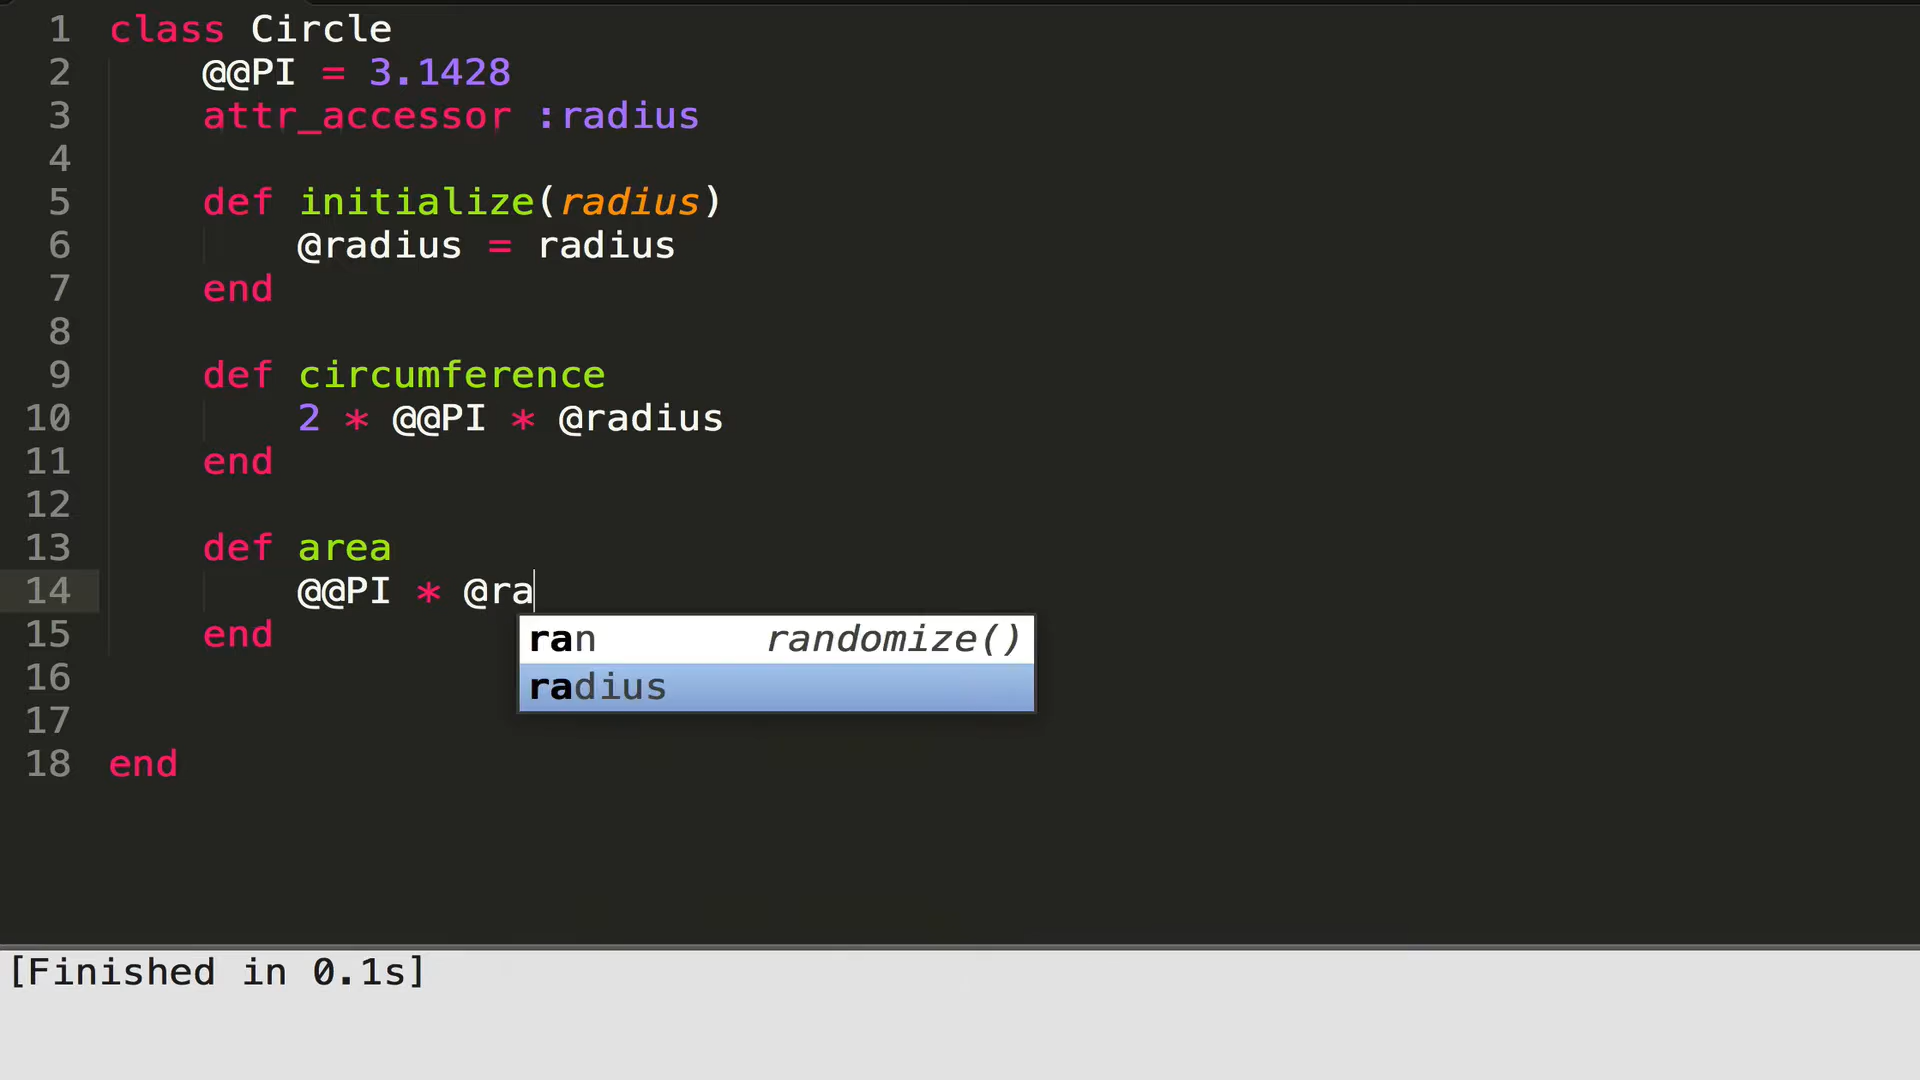 1 class Circle
2 @@PI = 3.1428
3 attr_accessor :radius
4
5 def initialize(radius)
6 @radius = radius
7 end
8
9 def circumference
10 2 * @@PI * @radius
11 end
12
13 def area
14 @@PI * @ra
15 end
ran randomize()
16
radius
17
18 end
[Finished in 0.1s]